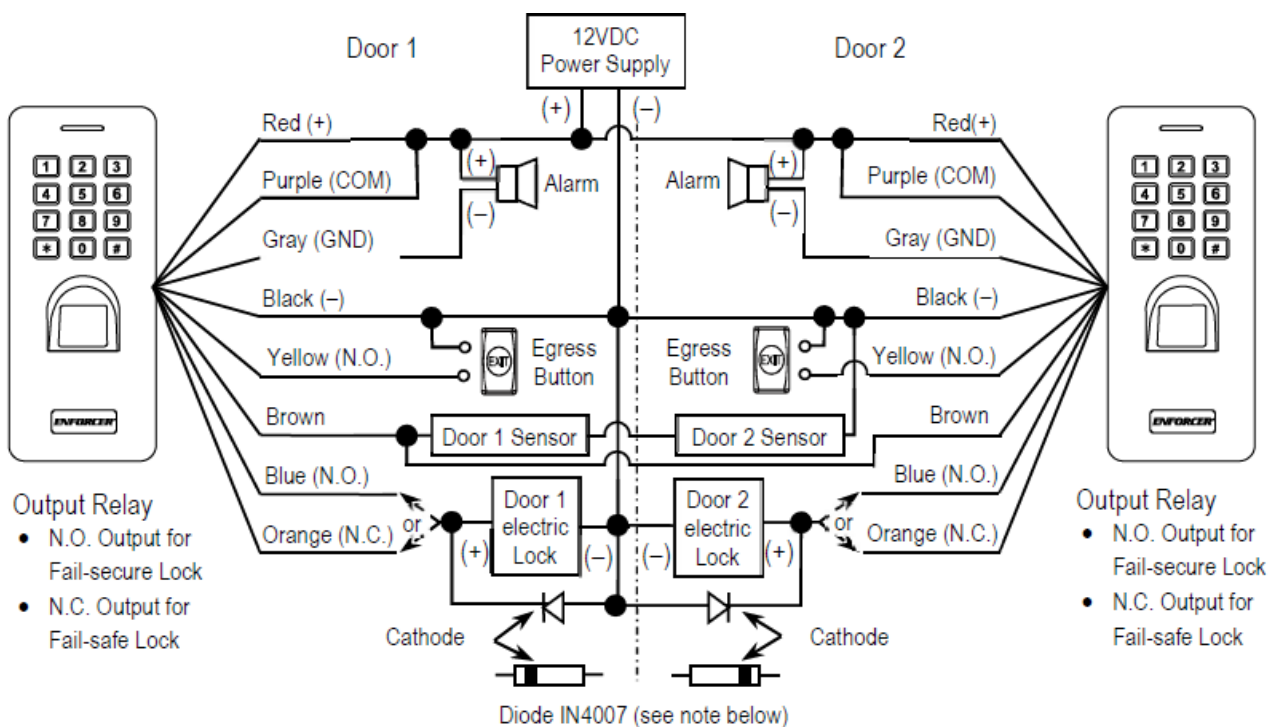 Door 1
12VDC
Power Supply
Door 2
(+)
(–)
Red (+)
Red(+)
Purple (COM)
(+)
Alarm
Alarm
(+)
Purple (COM)
(–)
(–)
Gray (GND)
Gray (GND)
1 2 3
4 5 6
7 8 9
* 0 #
1 2 3
4 5 6
7 8 9
* 0 #
Black (–)
Black (–)
Yellow (N.O.)
EXIT
Egress
Button
Egress
Button
EXIT
Yellow (N.O.)
ENFORCER
Brown
Door 1 Sensor
Door 2 Sensor
Brown
ENFORCER
Blue (N.O.)
or
Orange (N.C.)
Door 1
electric
Lock
(+)
(–)
Door 2
electric
Lock
(–)
(+)
Blue (N.O.)
or
Orange (N.C.)
Output Relay
• N.O. Output for
Fail-secure Lock
• N.C. Output for
Fail-safe Lock
Output Relay
• N.O. Output for
Fail-secure Lock
• N.C. Output for
Fail-safe Lock
Cathode
Cathode
Diode IN4007 (see note below)